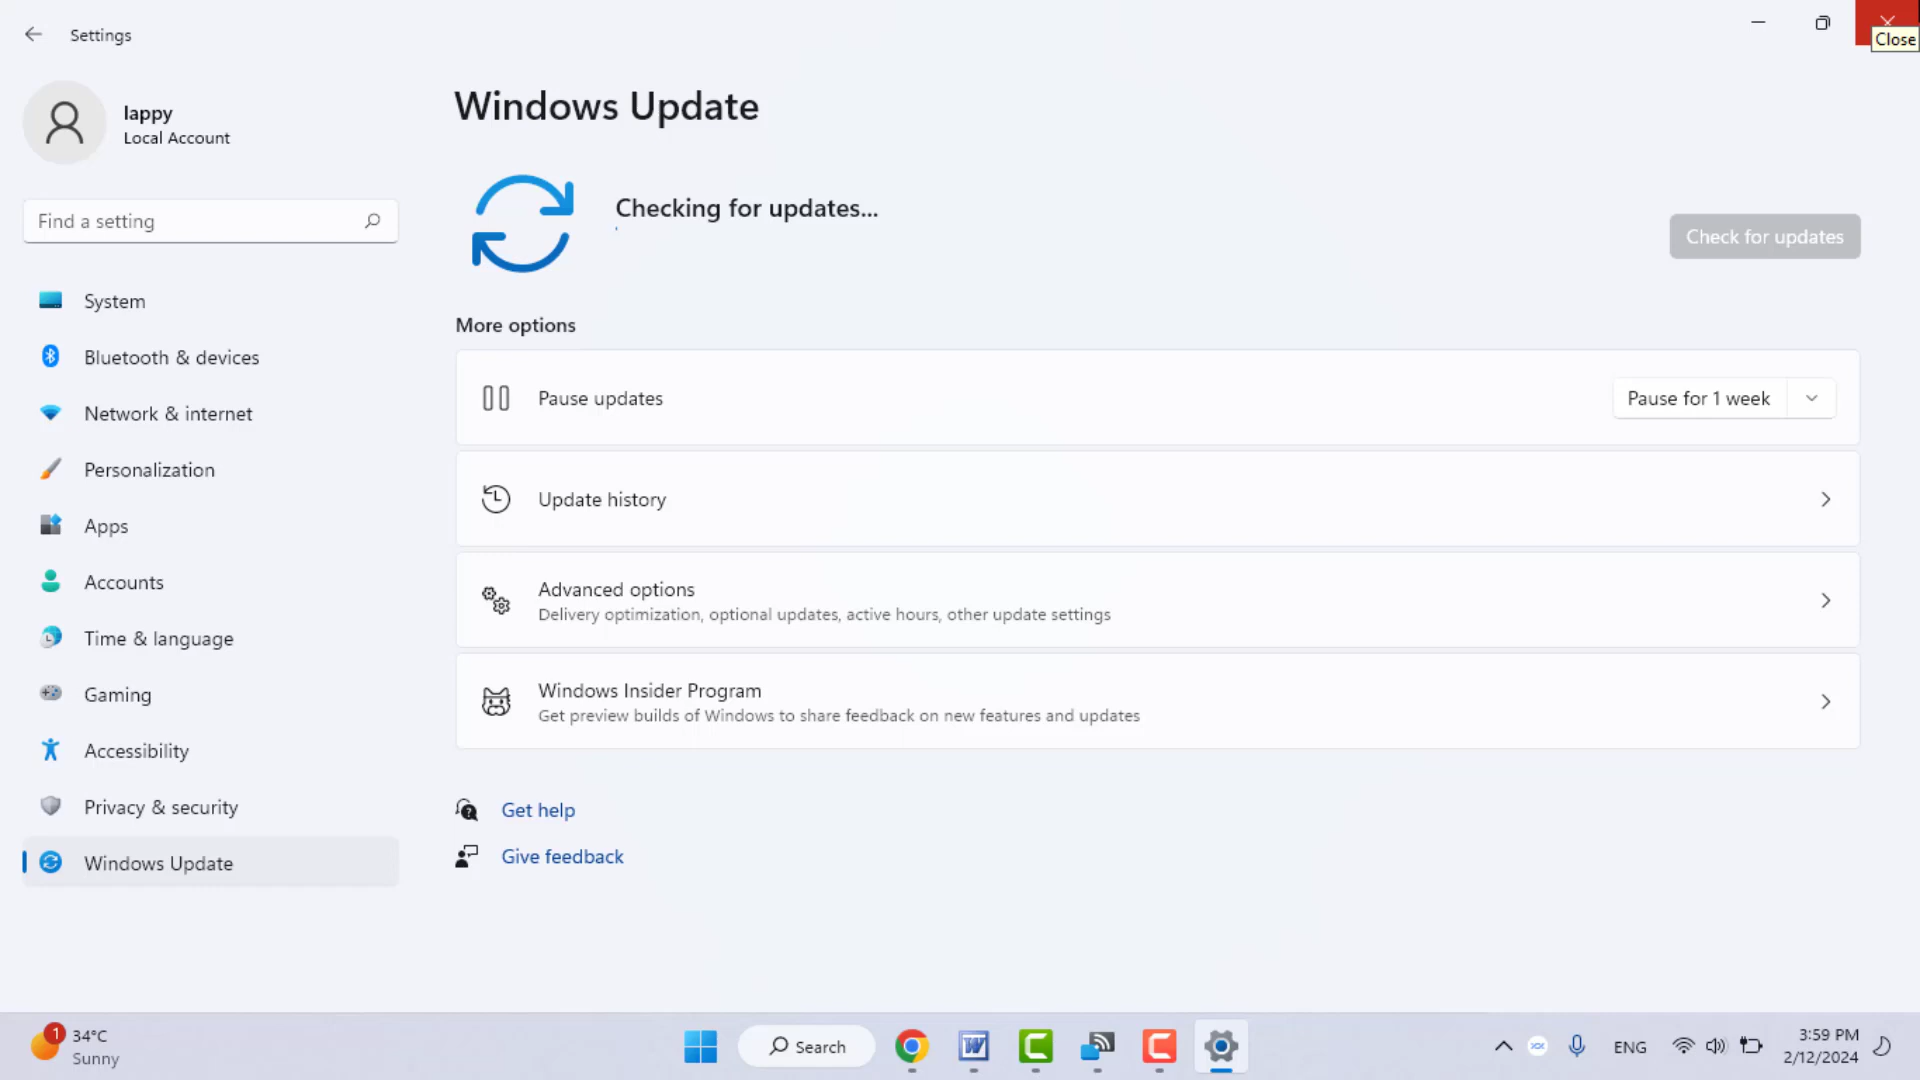 Settings
Close
lappy
Local Account
Find a setting
System
Bluetooth & devices
Network & internet
Personalization
Apps
Accounts
Time & language
Gaming
Accessibility
Privacy & security
Windows Update
Windows Update
Checking for updates...
Check for updates
More options
Pause updates
Pause for 1 week
Update history
Advanced options
Delivery optimization, optional updates, active hours, other update settings
Windows Insider Program
Get preview builds of Windows to share feedback on new features and updates
Get help
Give feedback
1
34°C
Sunny
Search
W
ENG
3:59 PM
2/12/2024